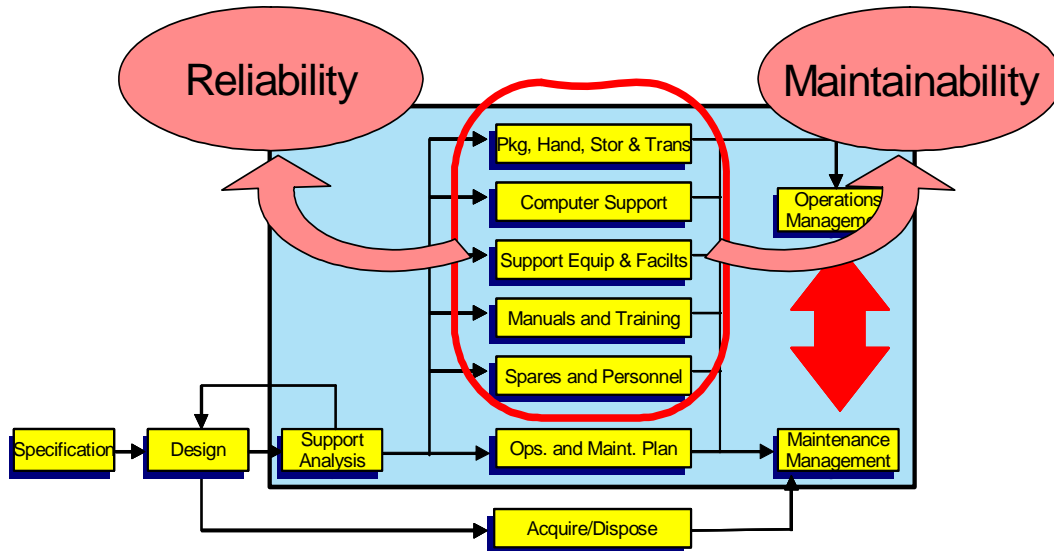 Reliability
Maintainability
Pkg, Hand, Stor & Trans
Computer Support
Operations
Manageme
Support Equip & Facilts
Manuals and Training
Spares and Personnel
Specification
Design
Support
Analysis
Ops. and Maint. Plan
Maintenance
Management
Acquire/Dispose